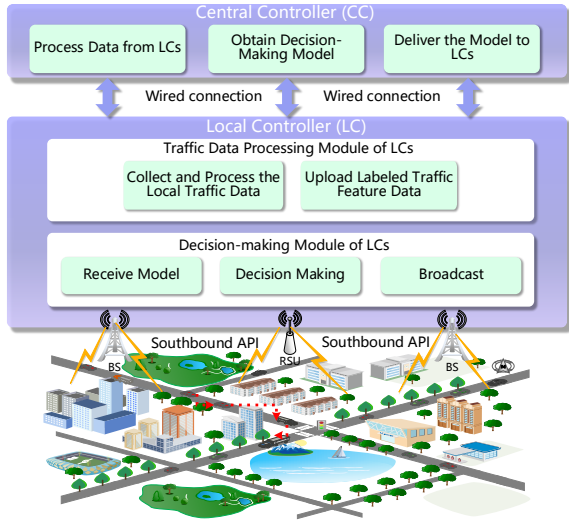 Central Controller (CC)
Process Data from LCs
Obtain Decision-
Making Model
Deliver the Model to
LCs
Wired connection
Wired connection
Local Controller (LC)
Traffic Data Processing Module of LCs
Collect and Process the
Local Traffic Data
Upload Labeled Traffic
Feature Data
Decision-making Module of LCs
Receive Model
Decision Making
Broadcast
Southbound API
Southbound API
BS
RSU
BS